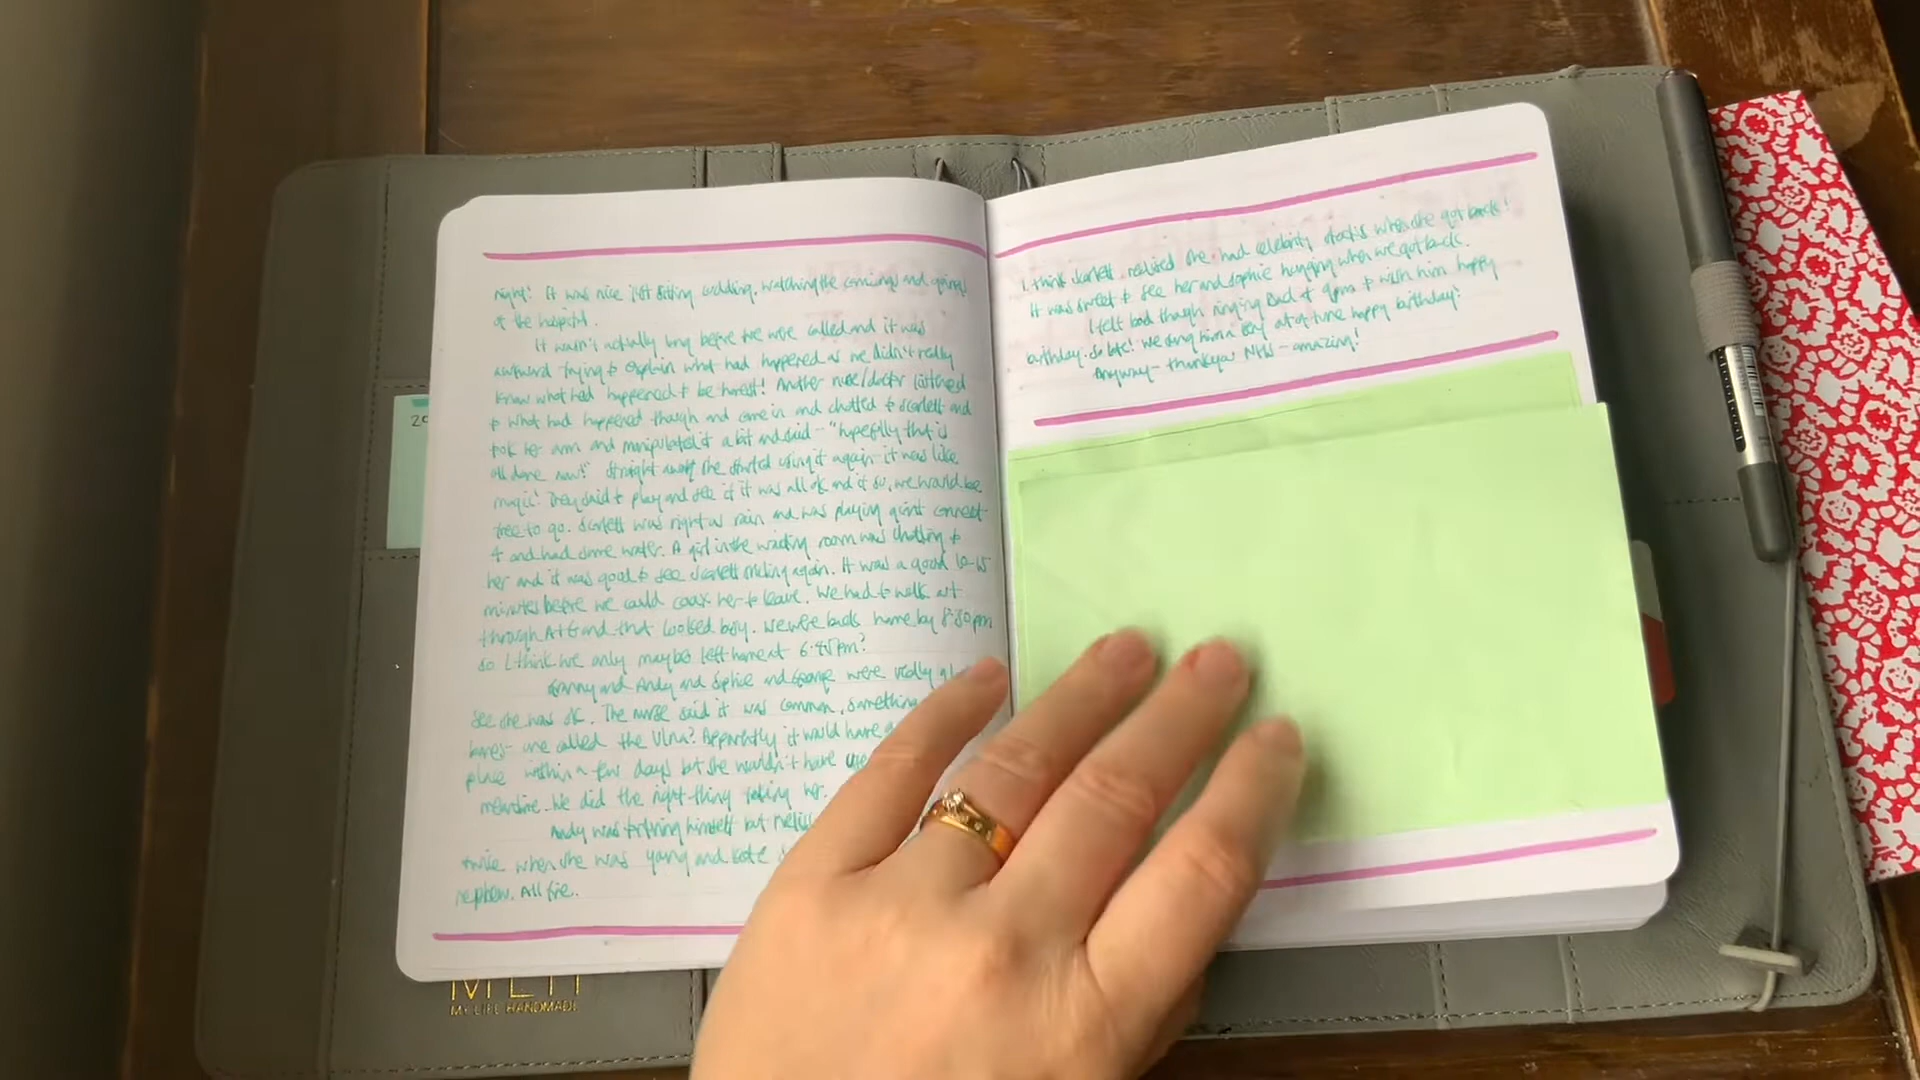 night! It was nice just sitting cuddling, watching the comings and goings
of the hospital.
It wasn't actually long before we were called and it was
awkward trying to explain what had happened as we didn't really
know what had happened to be honest! Another nurse/doctor listened
to what had happened though and came in and chatted to Scarlett and
took her arm and manipulated it a bit and said - "hopefully that is
all done now!" Straight away she started using it again - it was like
magic! They said to play and see if it was all ok and if so, we would be
free to go. Scarlett was right as rain and was playing giant connect
4 and had some water. A girl in the waiting room was chatting to
her and it was good to see Scarlett smiling again. It was a good 10-15
minutes before we could coax her to leave. We had to walk out
through A+E and that looked busy. We were back home by 8:30pm
so I think we only maybe left home at 6:45pm?
Granny and Andy and Sophie and George were really
see she was ok. The nurse said it was common, something
bones - one called the Ulna? Apparently it would have
place within a few days but she wouldn't have
meantime. We did the right thing taking her.
Andy was himself but
twice when she was young and
nephew. All fine.
I think Scarlett realised she had celebrity status when she got back!
It was sweet to see her and Sophie hugging when we got back.
I felt bad though ringing Dad at 9pm to wish him happy
birthday. So late! We sang him an out of tune happy birthday!
Anyway - thankyou NHS - amazing!
MY LIFE HANDMADE